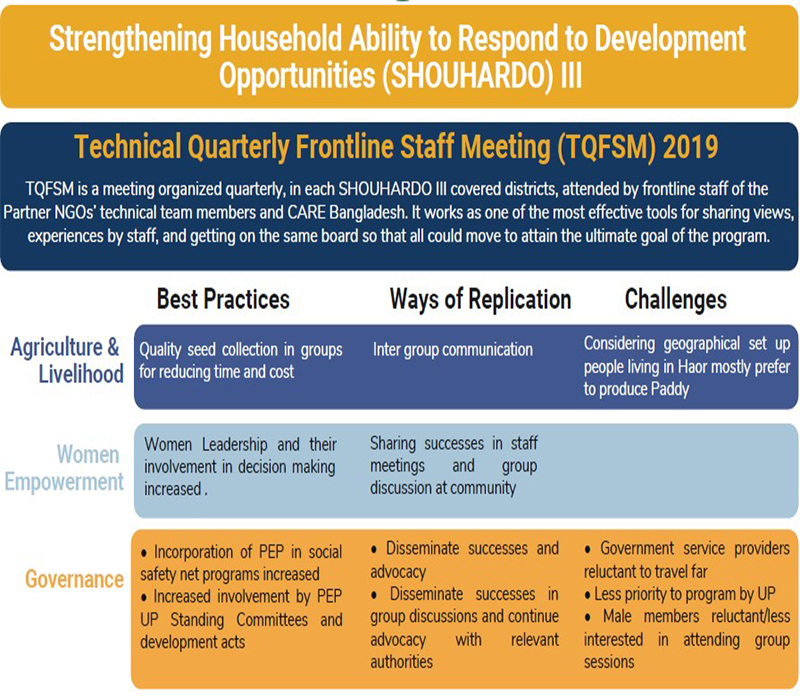 Strengthening Household Ability to Respond to Development
Opportunities (SHOUHARDO) III
Technical Quarterly Frontline Staff Meeting (TQFSM) 2019
TQFSM is a meeting organized quarterly, in each SHOUHARDO III covered districts, attended by frontline staff of the
Partner NGOs' technical team members and CARE Bangladesh. It works as one of the most effective tools for sharing views,
experiences by staff, and getting on the same board so that all could move to attain the ultimate goal of the program.
Best Practices
Ways of Replication
Challenges
Agriculture &
Livelihood
Quality seed collection in groups
for reducing time and cost
Inter group communication
Considering geographical set up
people living in Haor mostly prefer
to produce Paddy
Women
Empowerment
Women Leadership and their
involvement in decision making
increased .
Sharing successes in staff
meetings and group
discussion at community
Governance
● Incorporation of PEP in social
safety net programs increased
● Increased involvement by PEP
UP Standing Committees and
development acts
● Disseminate successes and
advocacy
● Disseminate successes in
group discussions and continue
advocacy with relevant
authorities
● Government service providers
reluctant to travel far
● Less priority to program by UP
● Male members reluctant/less
interested in attending group
sessions